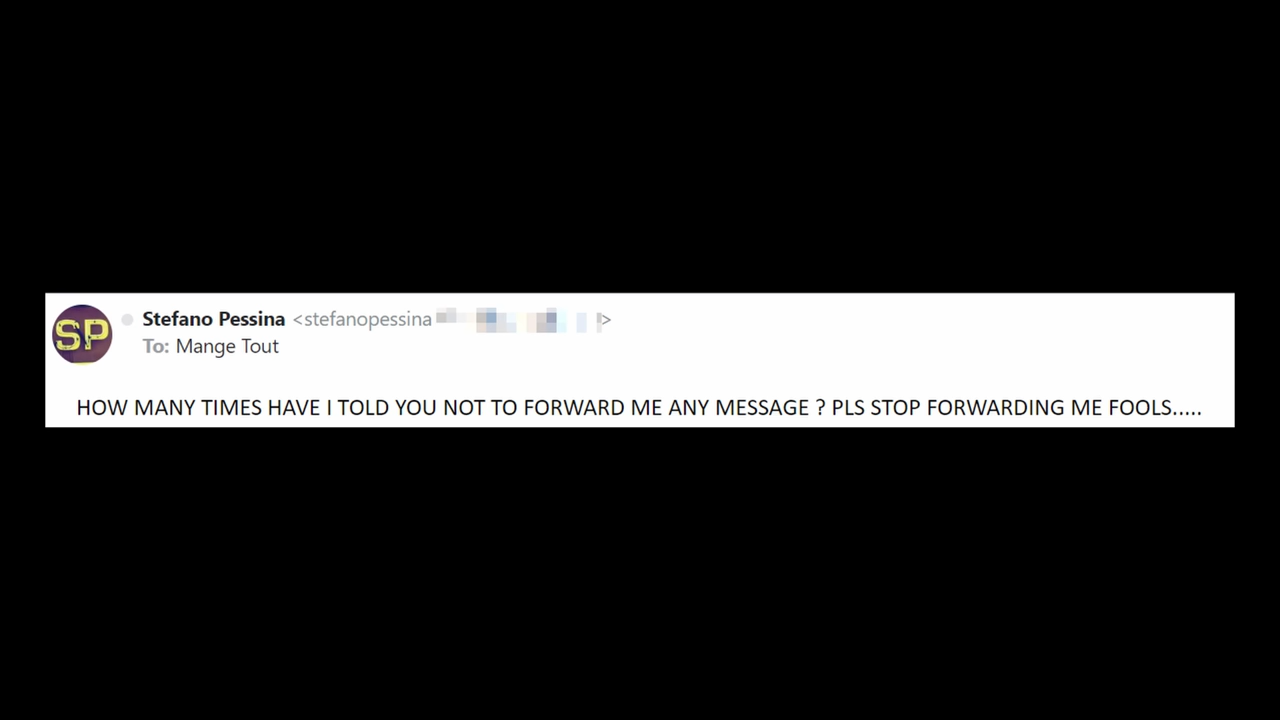 SP
Stefano Pessina <stefanopessina
To: Mange Tout
HOW MANY TIMES HAVE I TOLD YOU NOT TO FORWARD ME ANY MESSAGE ? PLS STOP FORWARDING ME FOOLS.....